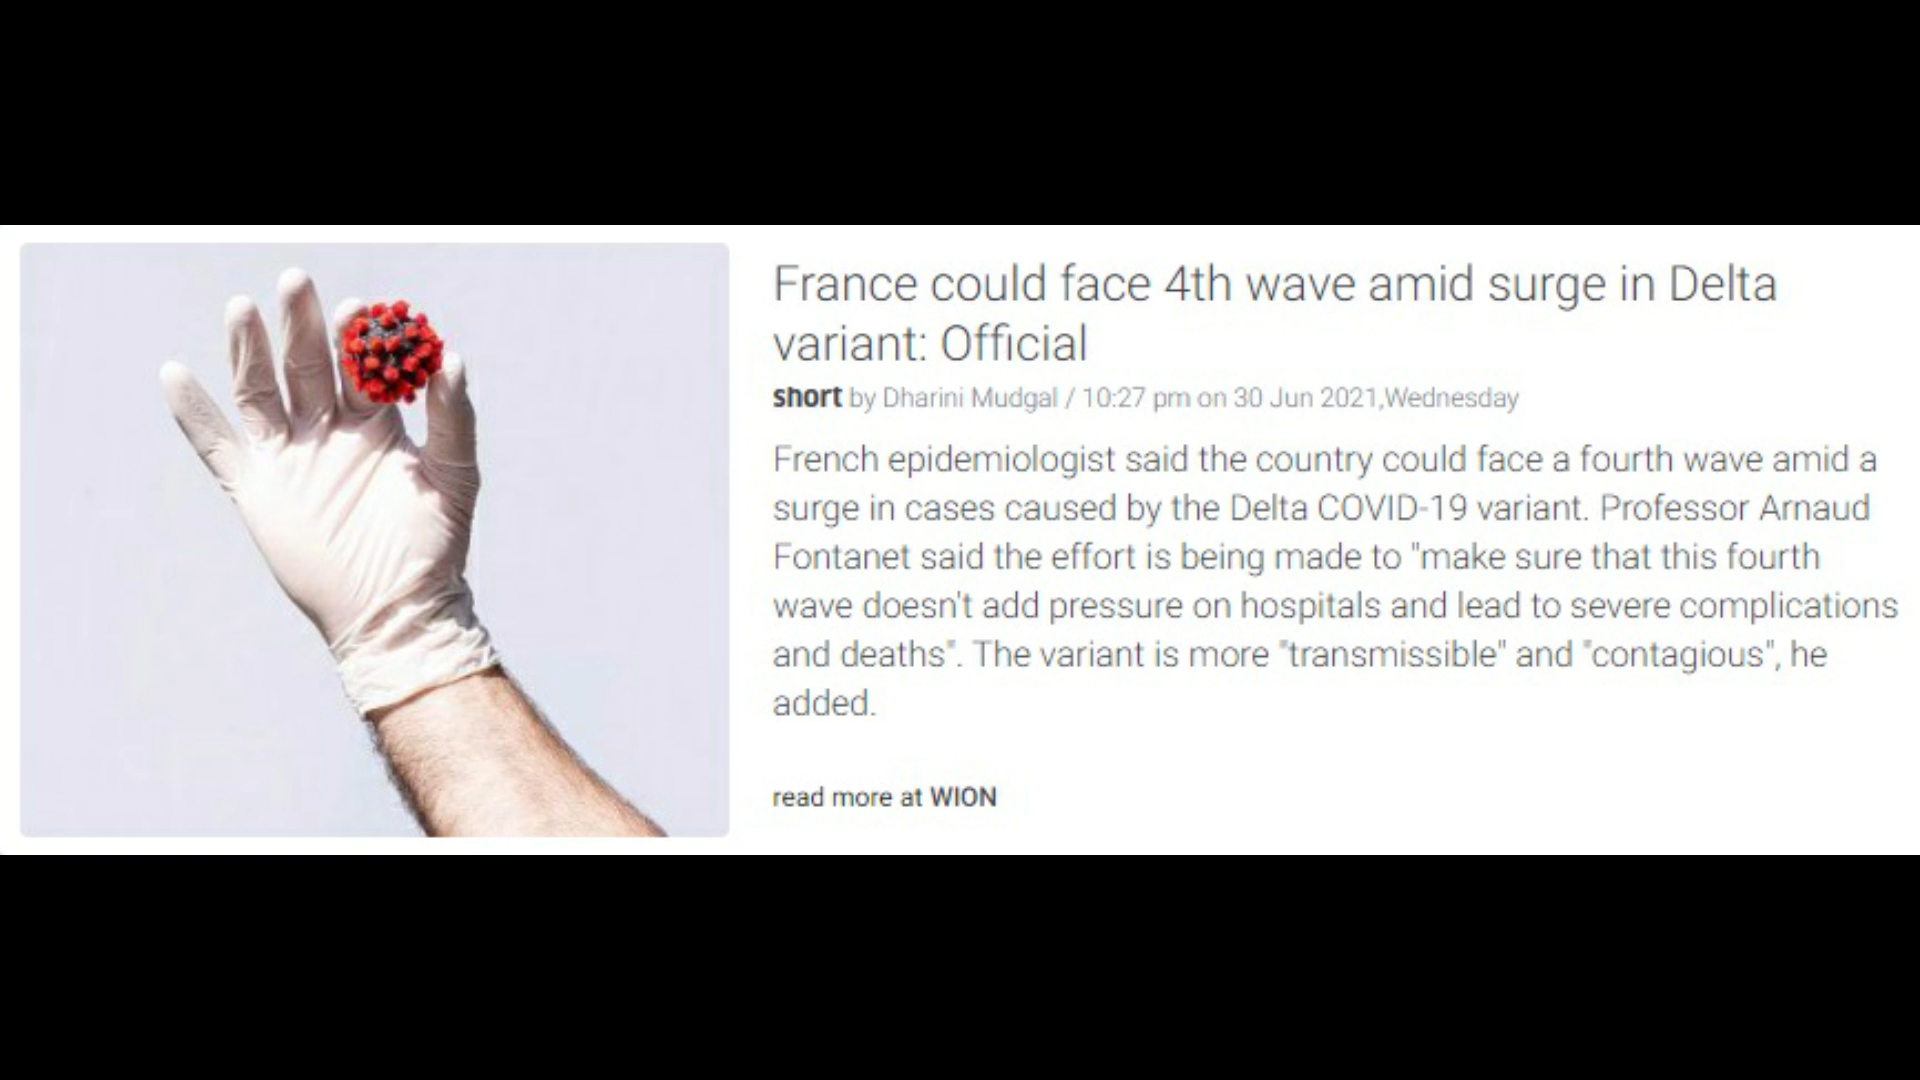 France could face 4th wave amid surge in Delta
variant: Official
short by Dharini Mudgal / 10:27 pm on 30 Jun 2021,Wednesday
French epidemiologist said the country could face a fourth wave amid a
surge in cases caused by the Delta COVID-19 variant. Professor Arnaud
Fontanet said the effort is being made to "make sure that this fourth
wave doesn't add pressure on hospitals and lead to severe complications
and deaths". The variant is more "transmissible" and "contagious", he
added.
read more at WION